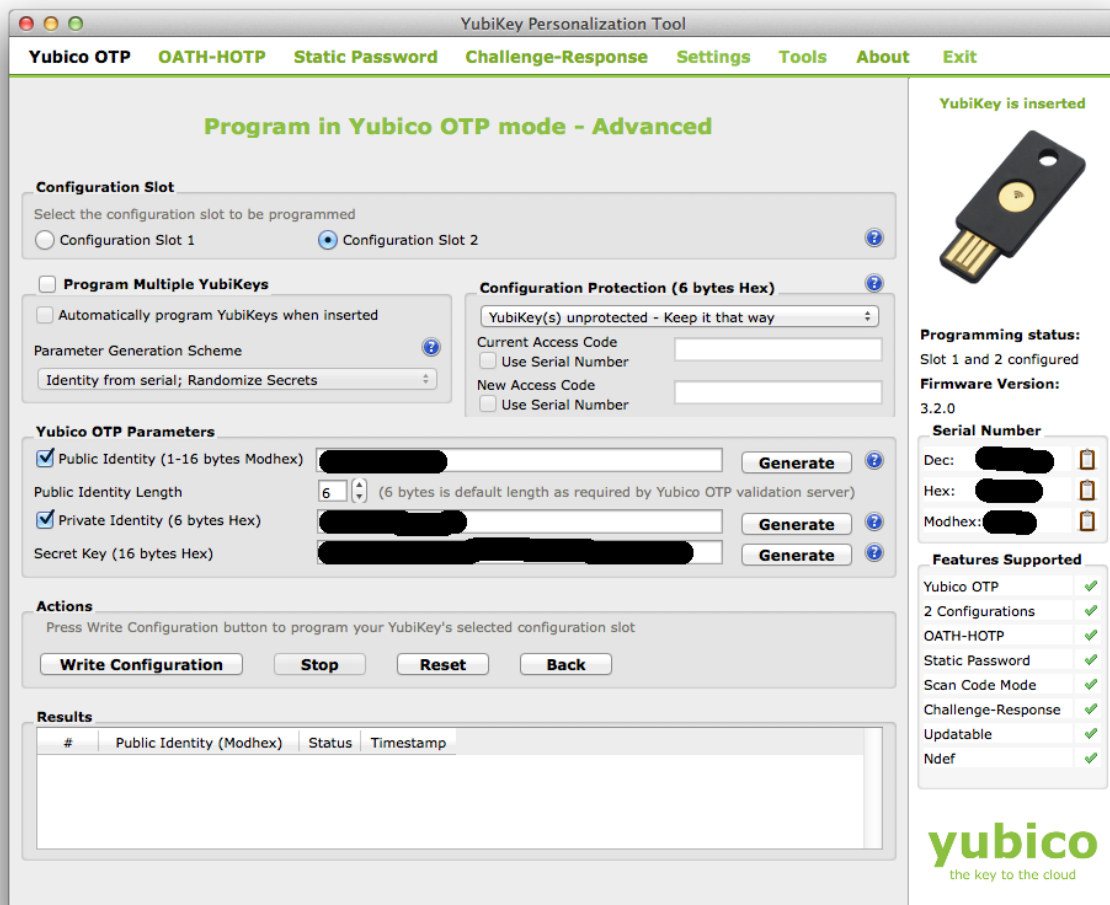 YubiKey Personalization Tool
Yubico OTP OATH-HOTP Static Password Challenge-Response Settings Tools About Exit
Program in Yubico OTP mode - Advanced
Configuration Slot
Select the configuration slot to be programmed
Configuration Slot 1 Configuration Slot 2
Program Multiple YubiKeys
Automatically program YubiKeys when inserted
Parameter Generation Scheme
Identity from serial; Randomize Secrets
Configuration Protection (6 bytes Hex)
YubiKey(s) unprotected - Keep it that way
Current Access Code
Use Serial Number
New Access Code
Use Serial Number
Yubico OTP Parameters
Public Identity (1-16 bytes Modhex) Generate
Public Identity Length 6 (6 bytes is default length as required by Yubico OTP validation server)
Private Identity (6 bytes Hex) Generate
Secret Key (16 bytes Hex) Generate
Actions
Press Write Configuration button to program your YubiKey's selected configuration slot
Write Configuration Stop Reset Back
Results
# Public Identity (Modhex) Status Timestamp
YubiKey is inserted
Programming status:
Slot 1 and 2 configured
Firmware Version:
3.2.0
Serial Number
Dec:
Hex:
Modhex:
Features Supported
Yubico OTP
2 Configurations
OATH-HOTP
Static Password
Scan Code Mode
Challenge-Response
Updatable
Ndef
yubico
the key to the cloud